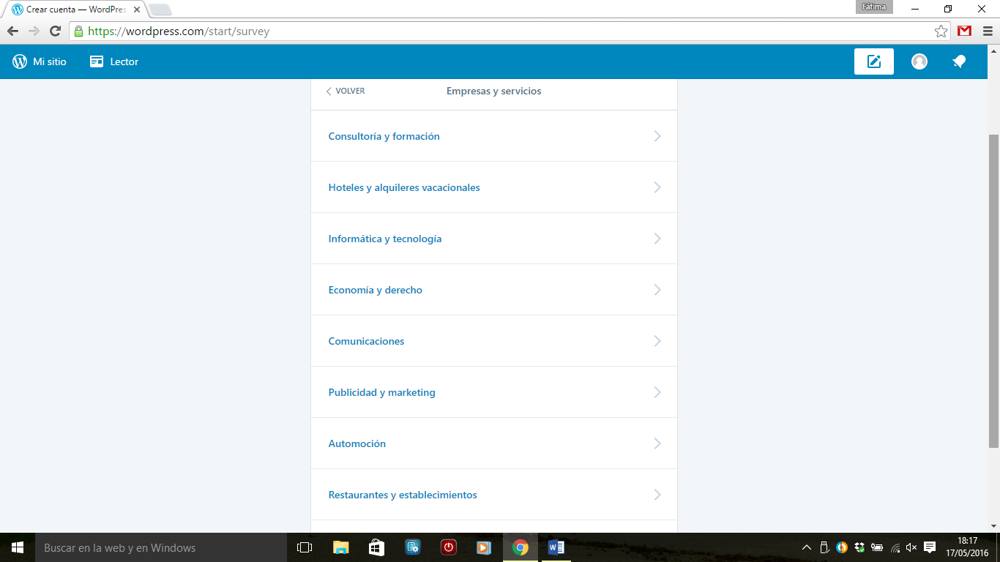 Crear cuenta — WordPres
Fátima
https://wordpress.com/start/survey
Mi sitio
Lector
VOLVER
Empresas y servicios
Consultoría y formación
Hoteles y alquileres vacacionales
Informática y tecnología
Economía y derecho
Comunicaciones
Publicidad y marketing
Automoción
Restaurantes y establecimientos
Buscar en la web y en Windows
18:17
17/05/2016